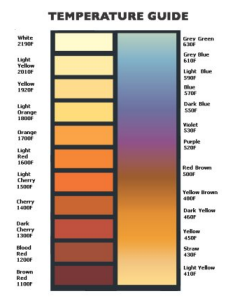 TEMPERATURE GUIDE
White
2190F
Light
Yellow
2010F
Yellow
1920F
Light
Orange
1800F
Orange
1700F
Light
Red
1600F
Light
Cherry
1500F
Cherry
1400F
Dark
Cherry
1300F
Blood
Red
1200F
Brown
Red
1100F
Grey Green
630F
Grey Blue
610F
Light Blue
590F
Blue
570F
Dark Blue
550F
Violet
530F
Purple
520F
Red Brown
500F
Yellow Brown
480F
Dark Yellow
460F
Yellow
450F
Straw
430F
Light Yellow
410F